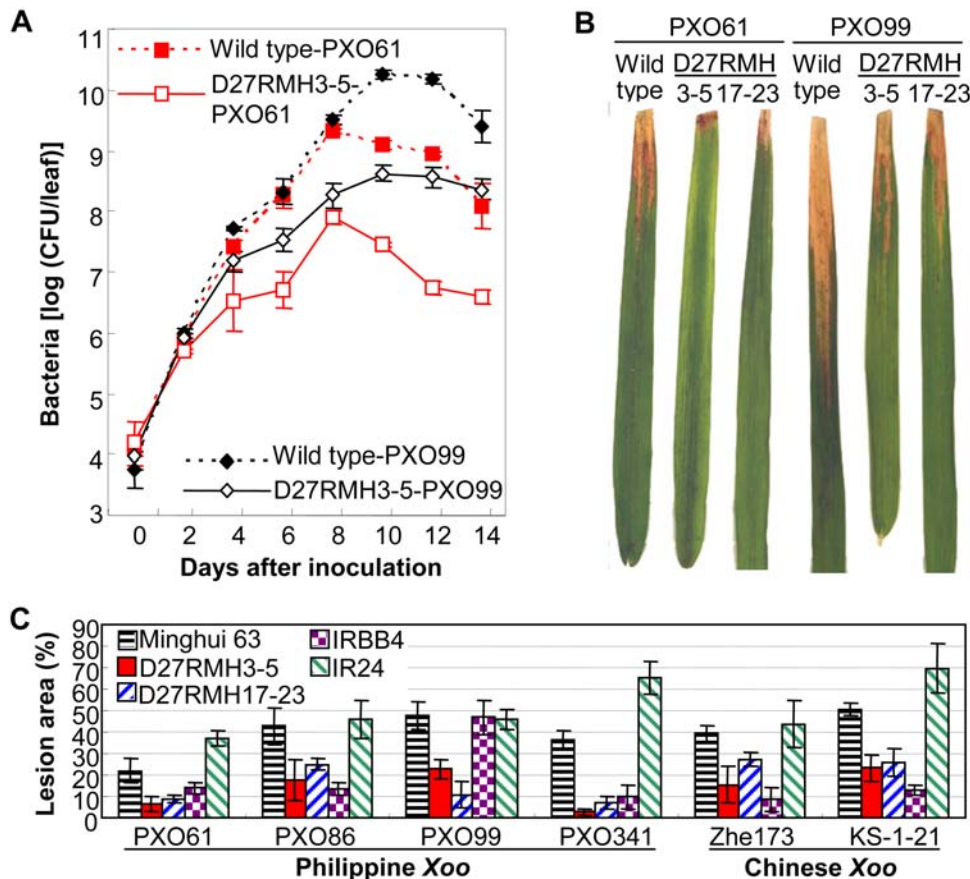 A
Bacteria [log (CFU/leaf)]
11
10
9
8
7
6
5
4
3
Wild type-PXO61
D27RMH3-5-
PXO61
Wild type-PXO99
D27RMH3-5-PXO99
0 2 4 6 8 10 12 14
Days after inoculation
B
PXO61 PXO99
Wild type D27RMH Wild type D27RMH
3-5 17-23 3-5 17-23
C
Lesion area (%)
90
80
70
60
50
40
30
20
10
0
Minghui 63
D27RMH3-5
D27RMH17-23
IRBB4
IR24
PXO61 PXO86 PXO99 PXO341 Zhe173 KS-1-21
Philippine Xoo Chinese Xoo